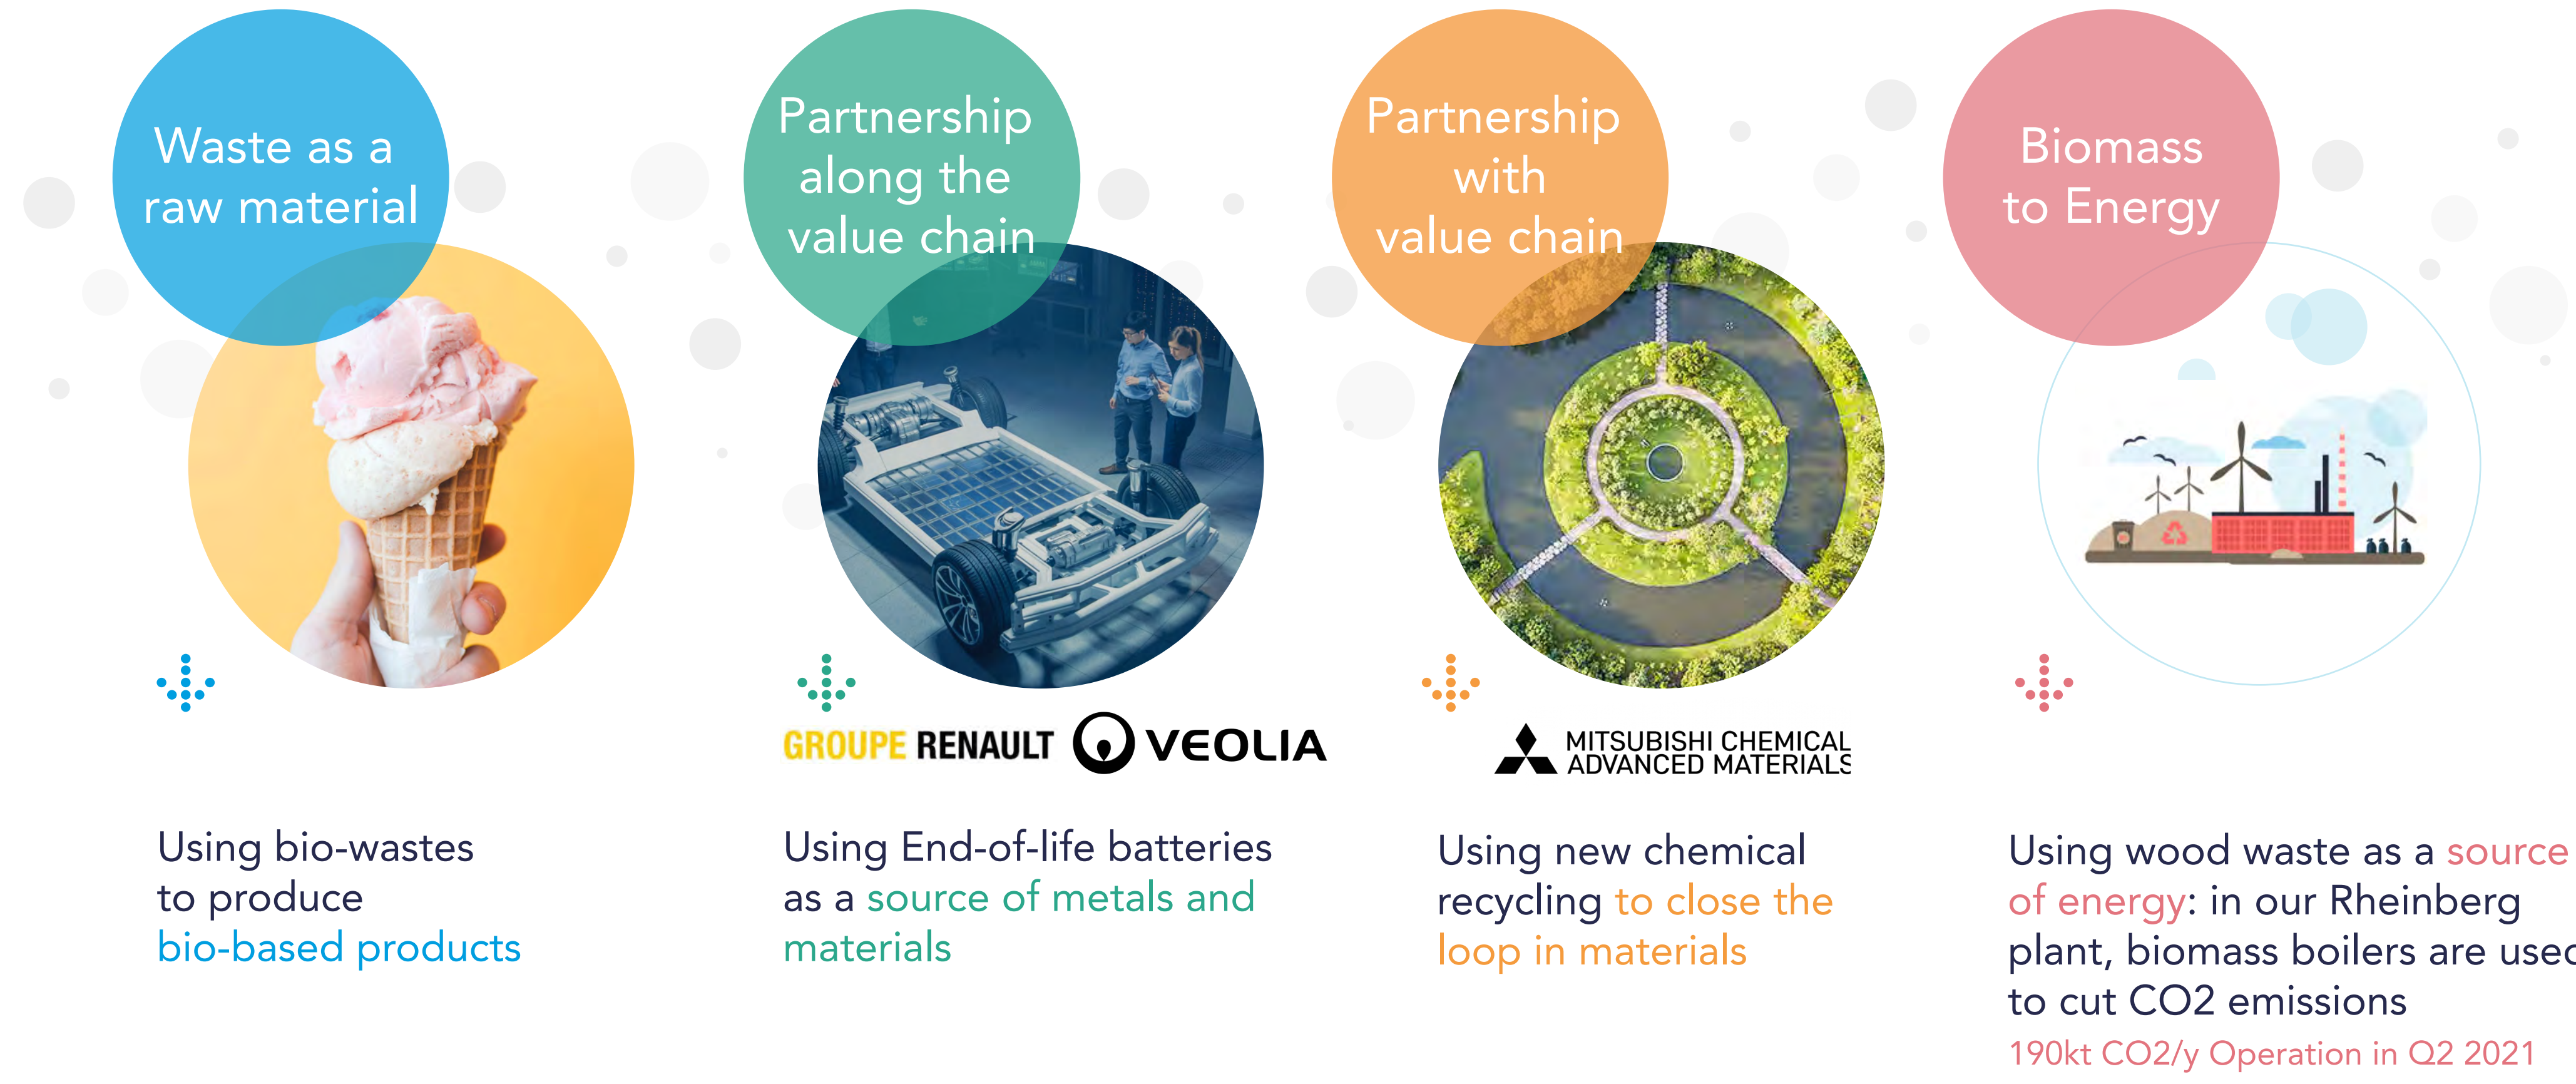 Waste as a
raw material
Partnership
along the
value chain
Partnership
with
value chain
Biomass
to Energy
GROUPE RENAULT
VEOLIA
MITSUBISHI CHEMICAL
ADVANCED MATERIALS
Using bio-wastes
to produce
bio-based products
Using End-of-life batteries
as a source of metals and
materials
Using new chemical
recycling to close the
loop in materials
Using wood waste as a source
of energy: in our Rheinberg
plant, biomass boilers are used
to cut CO2 emissions
190kt CO2/y Operation in Q2 2021